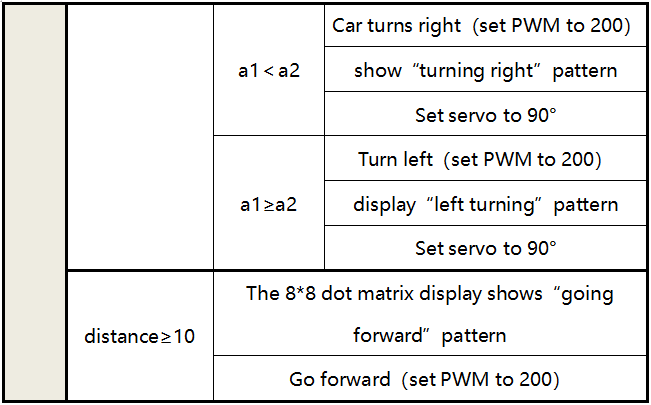 a1＜a2
Car turns right（set PWM to 200）
show “turning right” pattern
Set servo to 90°
a1≥a2
Turn left（set PWM to 200）
display “left turning” pattern
Set servo to 90°
distance≥10
The 8*8 dot matrix display shows “going
forward” pattern
Go forward（set PWM to 200）